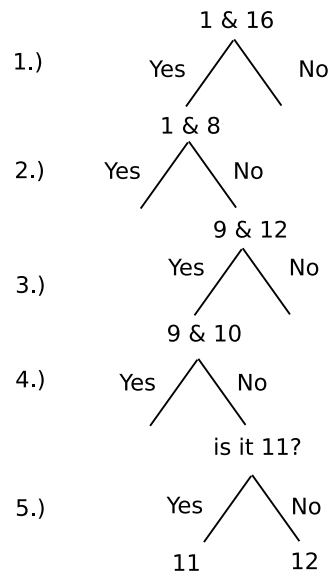 1 & 16
1.) Yes No
1 & 8
2.) Yes No
9 & 12
3.) Yes No
9 & 10
4.) Yes No
is it 11?
5.) Yes No
11 12